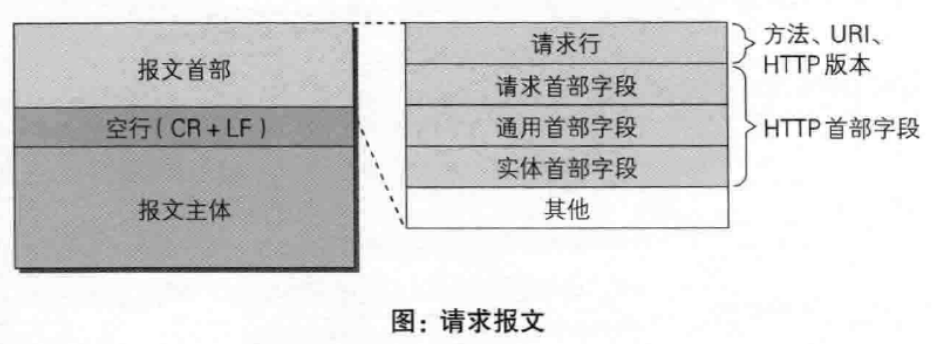 报文首部
空行(CR+LF)
报文主体
请求行
请求首部字段
通用首部字段
实体首部字段
其他
方法、URI、
HTTP版本
HTTP首部字段
图：请求报文